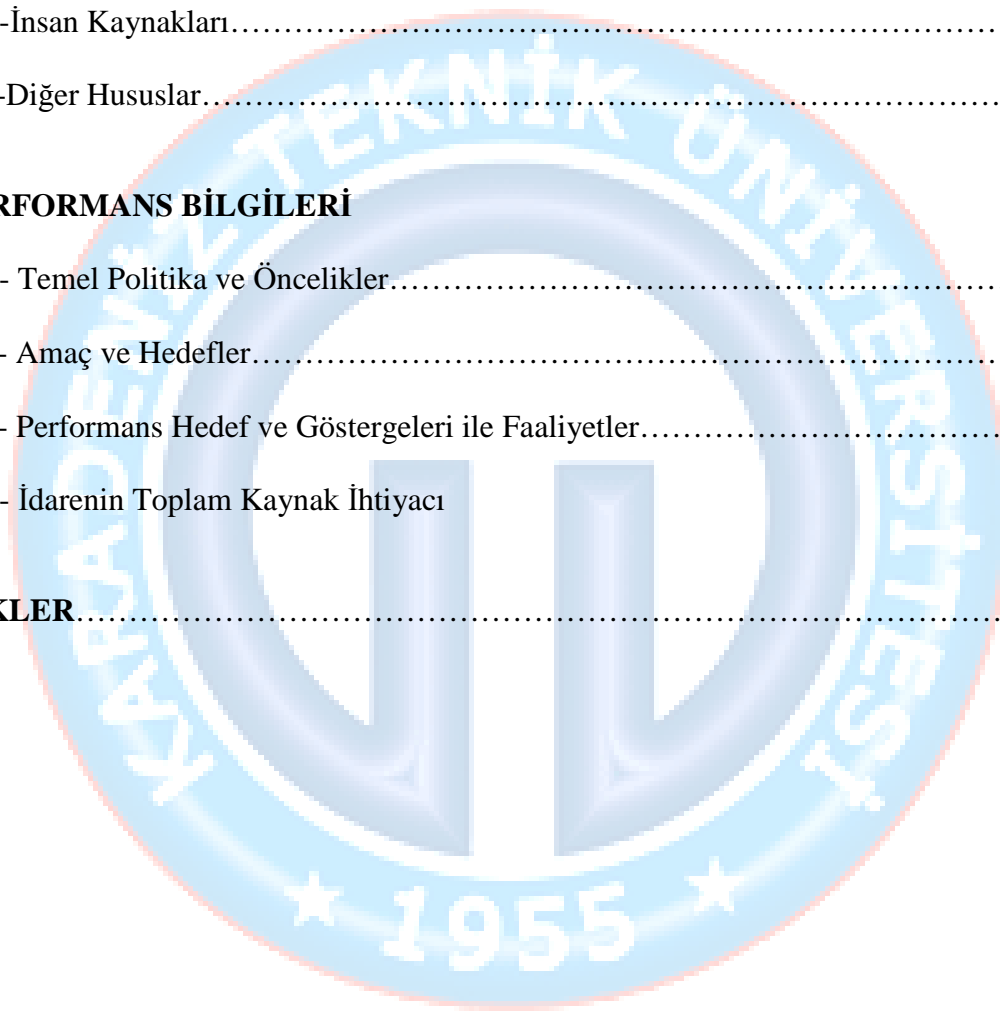 -İnsan Kaynakları……………………………………………………………………………
-Diğer Hususlar………………………………………………………………………………
RFORMANS BİLGİLERİ
- Temel Politika ve Öncelikler……………………………………………………………
- Amaç ve Hedefler………………………………………………………………………
- Performans Hedef ve Göstergeleri ile Faaliyetler……………………………………
- İdarenin Toplam Kaynak İhtiyacı
KLER……………………………………………………………………………………
KARADENİZ TEKNİK ÜNİVERSİTESİ
1955